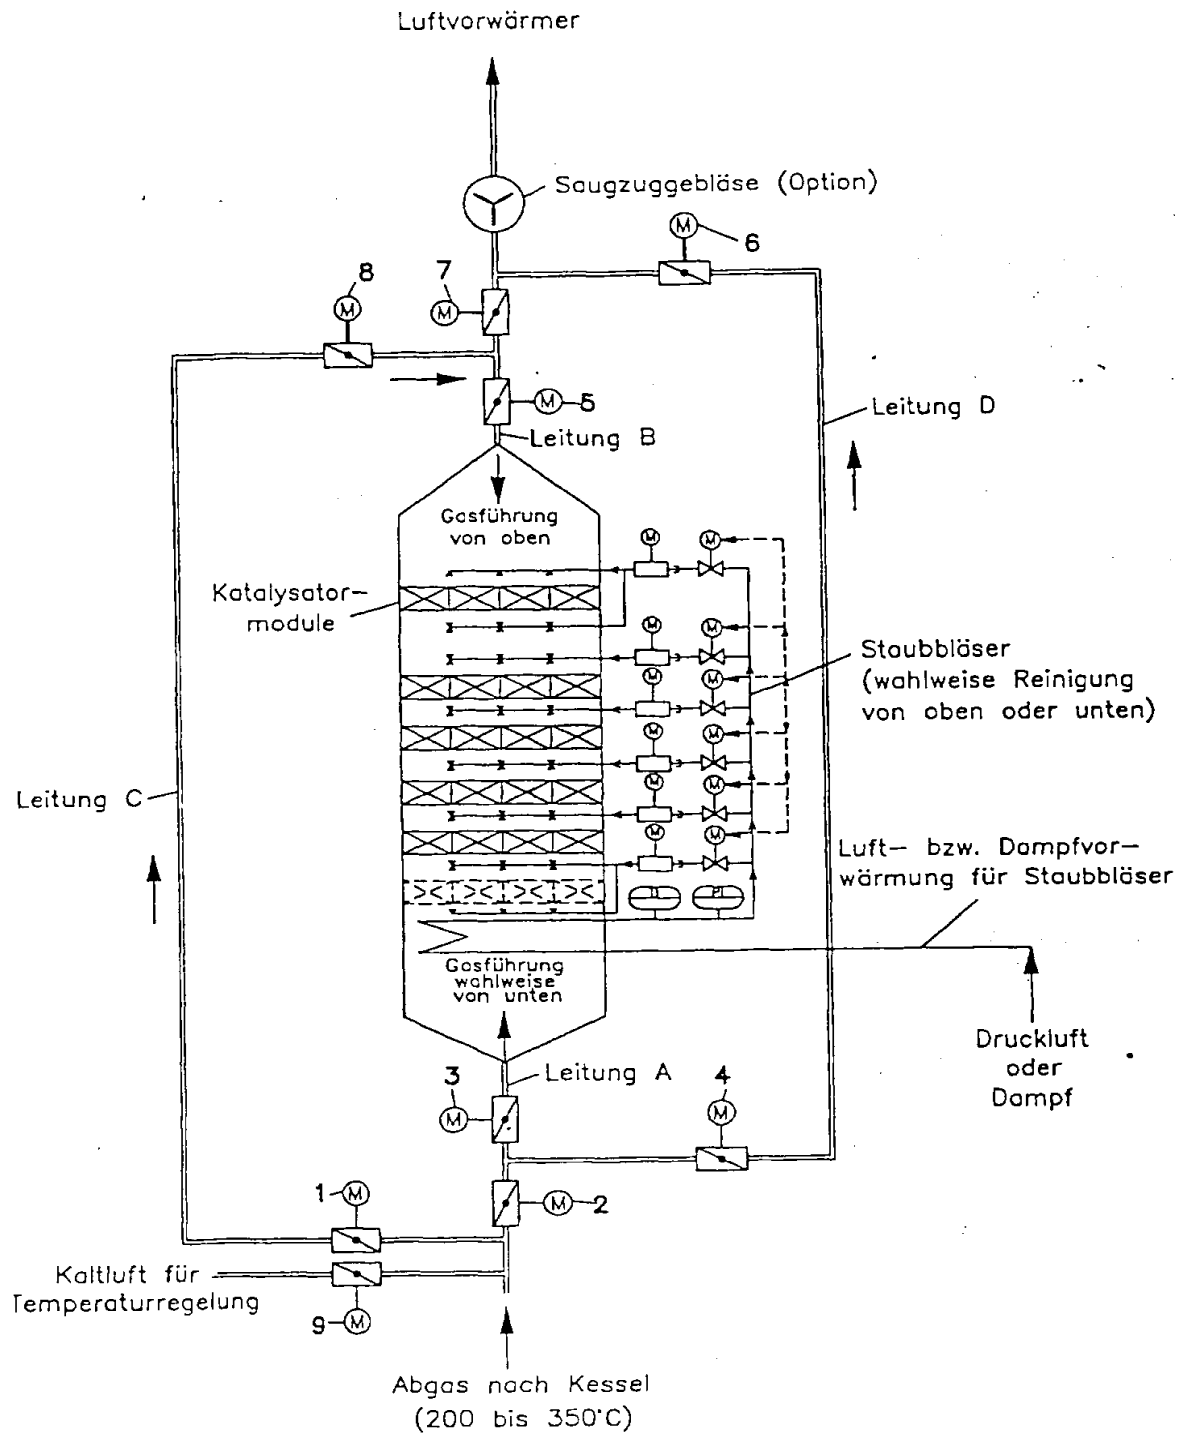 Luftvorwärmer
Saugzuggebläse (Option)
M
6
8
7
M
M
M
5
Leitung D
Leitung B
Gasführung
von oben
M
M
Katalysator-
module
M
M
Staubbläser
(wahlweise Reinigung
von oben oder unten)
M
M
M
M
Leitung C
M
M
M
M
Luft- bzw. Dampfvor-
wärmung für Staubbläser
PI
Gasführung
wahlweise
von unten
Druckluft
oder
Dampf
3
Leitung A
4
M
M
1
M
M
2
Kaltluft für
Temperaturregelung
9
M
Abgas nach Kessel
(200 bis 350°C)